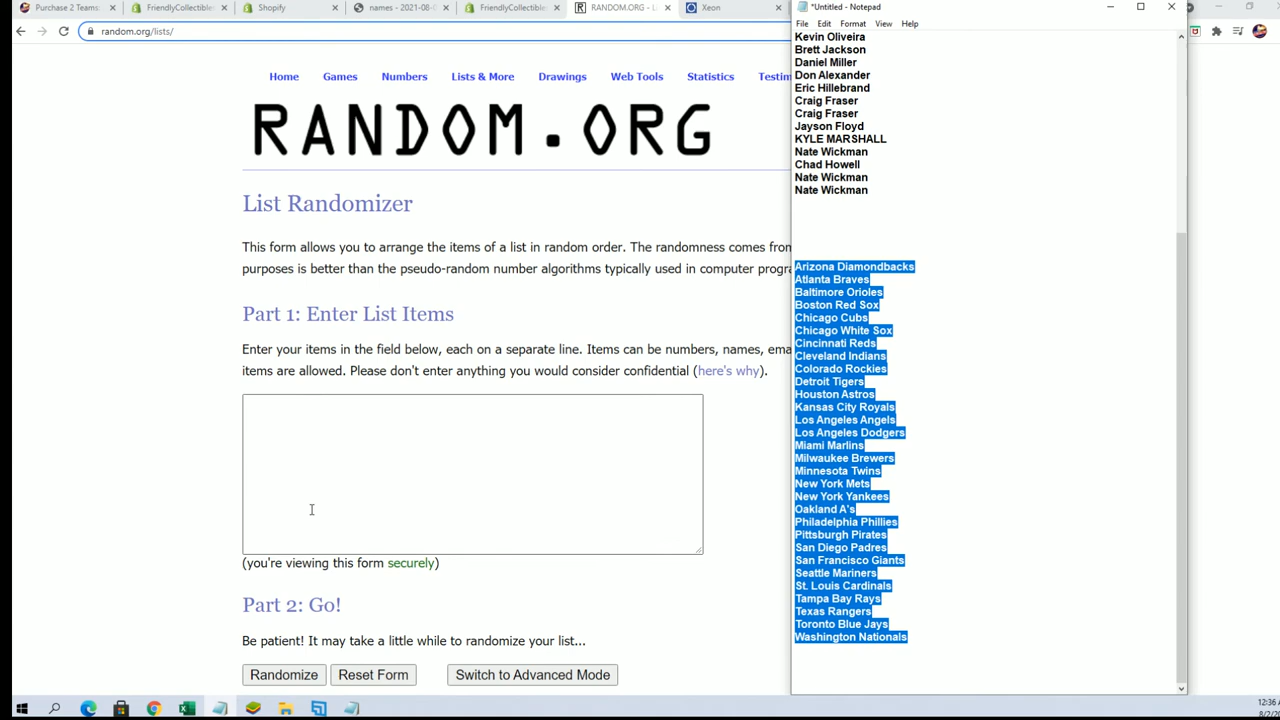 Purchase 2 Teams:
FriendlyCollectible
Shopify
names - 2021-08-
FriendlyCollectible
RANDOM.ORG - L
Xeon
random.org/lists/
Home Games Numbers Lists & More Drawings Web Tools Statistics Testim
RANDOM.ORG
List Randomizer
This form allows you to arrange the items of a list in random order. The randomness comes from
purposes is better than the pseudo-random number algorithms typically used in computer progra
Part 1: Enter List Items
Enter your items in the field below, each on a separate line. Items can be numbers, names, ema
items are allowed. Please don't enter anything you would consider confidential (here's why).
(you're viewing this form securely)
Part 2: Go!
Be patient! It may take a little while to randomize your list...
Randomize Reset Form Switch to Advanced Mode
*Untitled - Notepad
File Edit Format View Help
Kevin Oliveira
Brett Jackson
Daniel Miller
Don Alexander
Eric Hillebrand
Craig Fraser
Craig Fraser
Jayson Floyd
KYLE MARSHALL
Nate Wickman
Chad Howell
Nate Wickman
Nate Wickman
Arizona Diamondbacks
Atlanta Braves
Baltimore Orioles
Boston Red Sox
Chicago Cubs
Chicago White Sox
Cincinnati Reds
Cleveland Indians
Colorado Rockies
Detroit Tigers
Houston Astros
Kansas City Royals
Los Angeles Angels
Los Angeles Dodgers
Miami Marlins
Milwaukee Brewers
Minnesota Twins
New York Mets
New York Yankees
Oakland A's
Philadelphia Phillies
Pittsburgh Pirates
San Diego Padres
San Francisco Giants
Seattle Mariners
St. Louis Cardinals
Tampa Bay Rays
Texas Rangers
Toronto Blue Jays
Washington Nationals
12:36 A
8/2/20